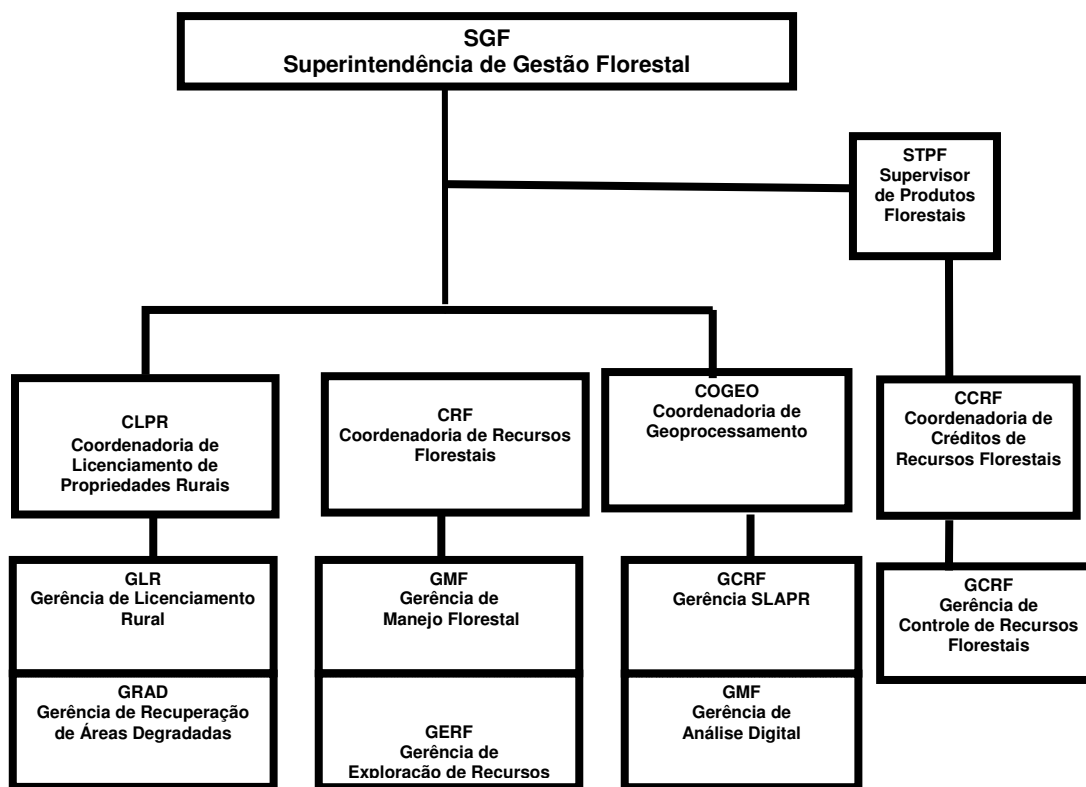 SGF
Superintendência de Gestão Florestal
STPF
Supervisor
de Produtos
Florestais
CLPR
Coordenadoria de
Licenciamento de
Propriedades Rurais
CRF
Coordenadoria de Recursos
Florestais
COGEO
Coordenadoria de
Geoprocessamento
CCRF
Coordenadoria de
Créditos de
Recursos Florestais
GLR
Gerência de Licenciamento
Rural
GMF
Gerência de
Manejo Florestal
GCRF
Gerência SLAPR
GCRF
Gerência de
Controle de Recursos
Florestais
GRAD
Gerência de Recuperação
de Áreas Degradadas
GERF
Gerência de
Exploração de Recursos
GMF
Gerência de
Análise Digital